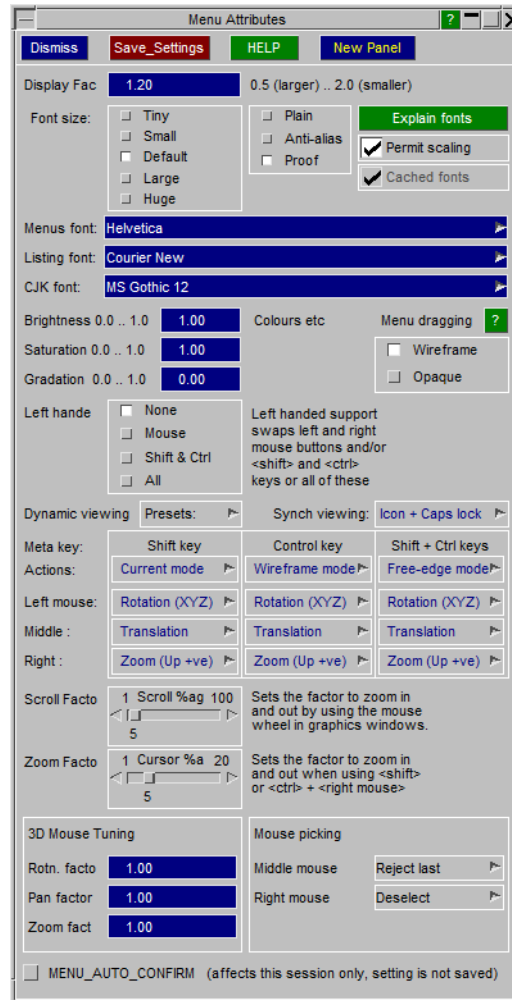 Menu Attributes ?
Dismiss Save_Settings HELP New Panel
Display Fac 1.20 0.5 (larger) .. 2.0 (smaller)
Font size:
Tiny
Small
Default
Large
Huge
Plain
Anti-alias
Proof
Explain fonts
Permit scaling
Cached fonts
Menus font: Helvetica
Listing font: Courier New
CJK font: MS Gothic 12
Brightness 0.0 .. 1.0 1.00 Colours etc Menu dragging ?
Saturation 0.0 .. 1.0 1.00
Gradation 0.0 .. 1.0 0.00
Wireframe
Opaque
Left hande
None
Mouse
Shift & Ctrl
All
Left handed support
swaps left and right
mouse buttons and/or
<shift> and <ctrl>
keys or all of these
Dynamic viewing Presets: Synch viewing: Icon + Caps lock
Meta key: Shift key Control key Shift + Ctrl keys
Actions: Current mode Wireframe mode Free-edge mode
Left mouse: Rotation (XYZ) Rotation (XYZ) Rotation (XYZ)
Middle : Translation Translation Translation
Right : Zoom (Up +ve) Zoom (Up +ve) Zoom (Up +ve)
Scroll Facto 1 Scroll %ag 100
5
Sets the factor to zoom in
and out by using the mouse
wheel in graphics windows.
Zoom Facto 1 Cursor %a 20
5
Sets the factor to zoom in
and out when using <shift>
or <ctrl> + <right mouse>
3D Mouse Tuning
Rotn. facto 1.00
Pan factor 1.00
Zoom fact 1.00
Mouse picking
Middle mouse Reject last
Right mouse Deselect
MENU_AUTO_CONFIRM (affects this session only, setting is not saved)